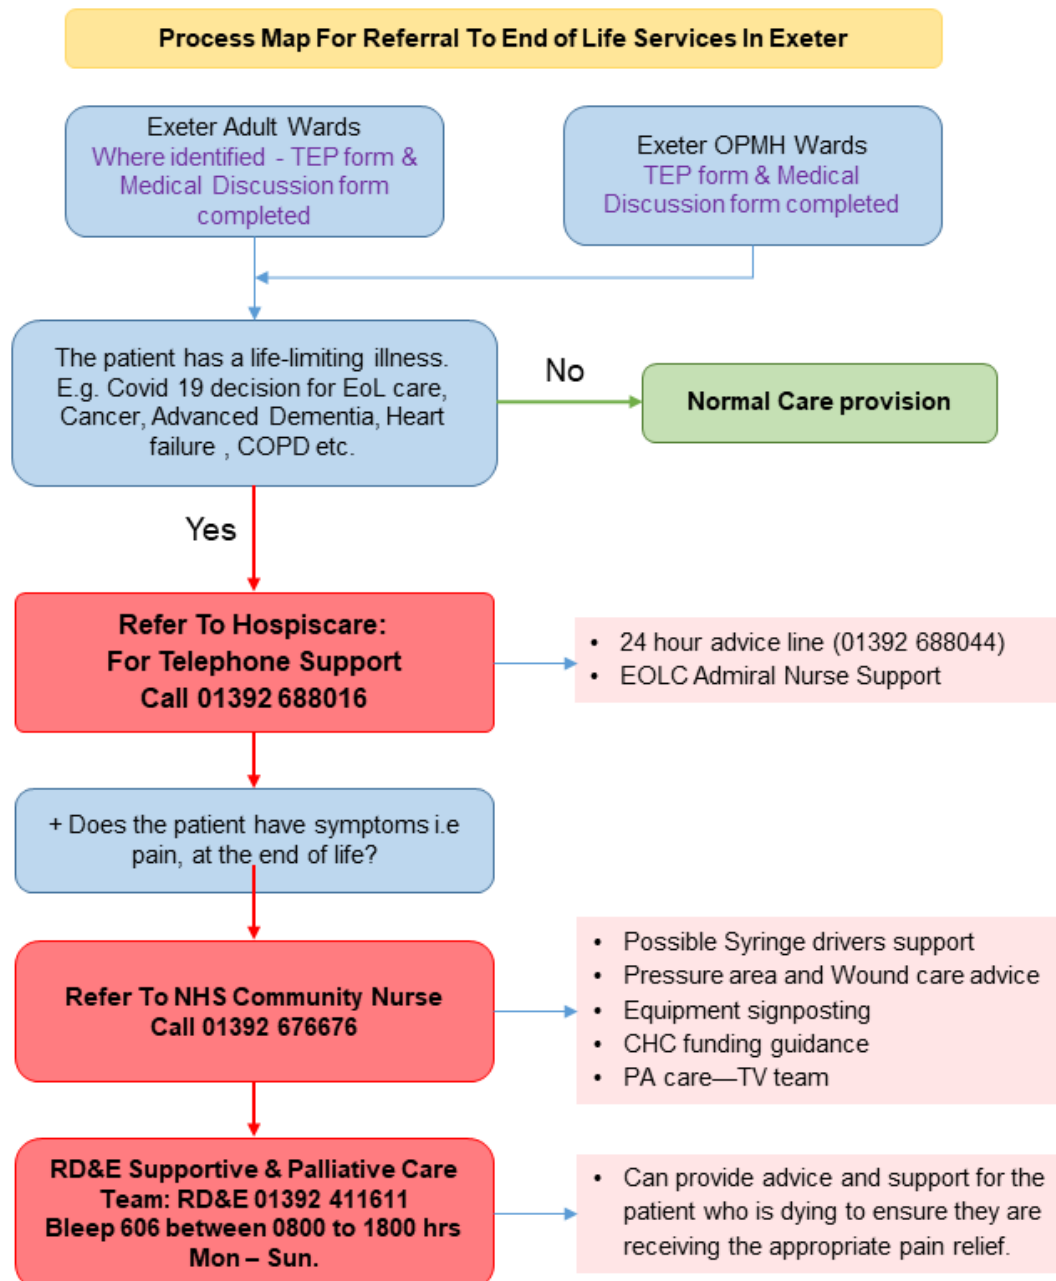 Process Map For Referral To End of Life Services In Exeter
Exeter Adult Wards
Where identified - TEP form &
Medical Discussion form
completed
Exeter OPMH Wards
TEP form & Medical
Discussion form completed
The patient has a life-limiting illness.
E.g. Covid 19 decision for EoL care,
Cancer, Advanced Dementia, Heart
failure , COPD etc.
No
Normal Care provision
Yes
Refer To Hospiscare:
For Telephone Support
Call 01392 688016
• 24 hour advice line (01392 688044)
• EOLC Admiral Nurse Support
+ Does the patient have symptoms i.e
pain, at the end of life?
Refer To NHS Community Nurse
Call 01392 676676
• Possible Syringe drivers support
• Pressure area and Wound care advice
• Equipment signposting
• CHC funding guidance
• PA care—TV team
RD&E Supportive & Palliative Care
Team: RD&E 01392 411611
Bleep 606 between 0800 to 1800 hrs
Mon – Sun.
• Can provide advice and support for the
patient who is dying to ensure they are
receiving the appropriate pain relief.